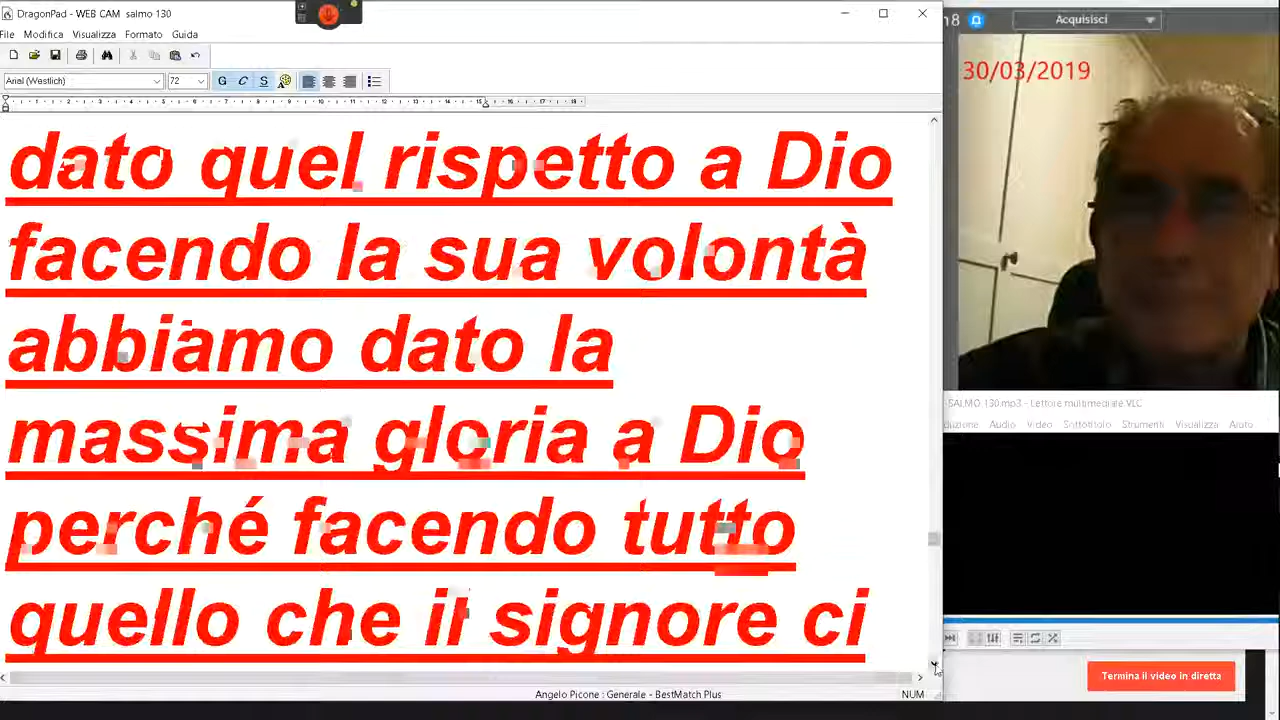 DragonPad - WEB CAM  salmo 130
File Modifica Visualizza Formato Guida
Arial (Westlich) 72 G C S
dato quel rispetto a Dio
facendo la sua volontà
abbiamo dato la
massima gloria a Dio
perché facendo tutto
quello che il signore ci
Angelo Picone : Generale - BestMatch Plus
NUM
8
Acquisisci
30/03/2019
SALMO 130.mp3 - Lettore multimediale VLC
duzione Audio Video Sottotitolo Strumenti Visualizza Aiuto
Termina il video in diretta